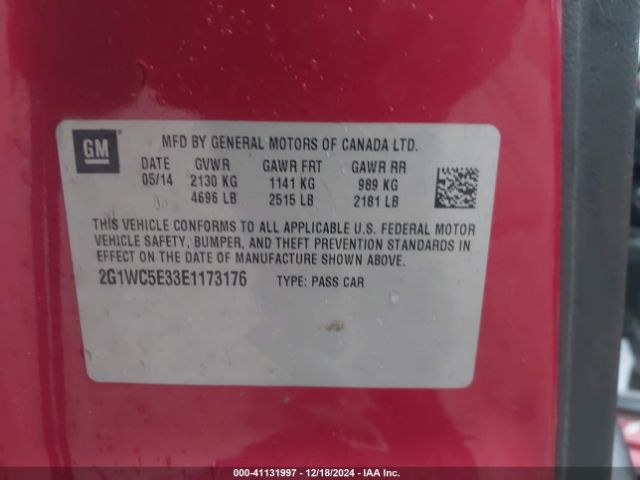 GM
MFD BY GENERAL MOTORS OF CANADA LTD.
DATE GVWR GAWR FRT GAWR RR
05/14 2130 KG 1141 KG 989 KG
4696 LB 2515 LB 2181 LB
THIS VEHICLE CONFORMS TO ALL APPLICABLE U.S. FEDERAL MOTOR
VEHICLE SAFETY, BUMPER, AND THEFT PREVENTION STANDARDS IN
EFFECT ON THE DATE OF MANUFACTURE SHOWN ABOVE.
2G1WC5E33E1173176 TYPE: PASS CAR
000-41131997 - 12/18/2024 - IAA Inc.